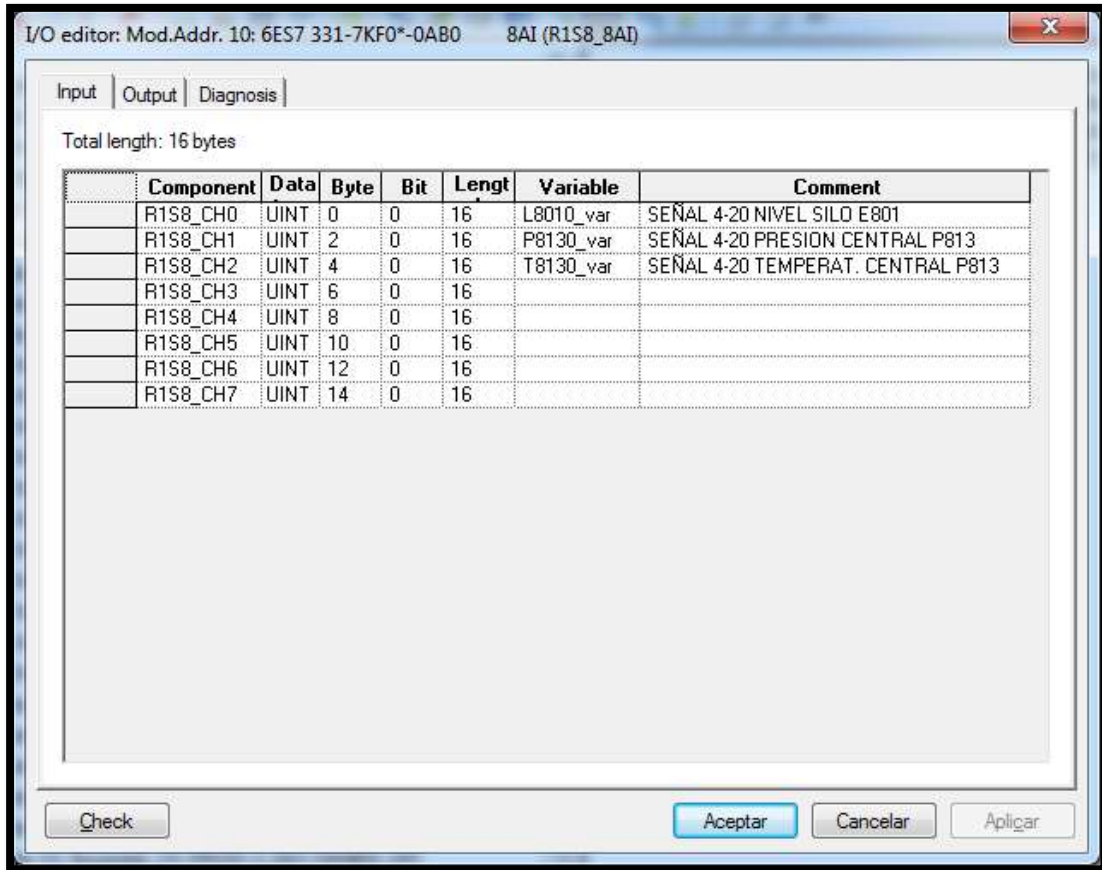 I/O editor: Mod.Addr. 10: 6ES7 331-7KF0*-0AB0 8AI (R1S8_8AI)
Input Output Diagnosis
Total length: 16 bytes
Component Data Byte Bit Lengt Variable Comment
R1S8_CH0 UINT 0 0 16 L8010_var SEÑAL 4-20 NIVEL SILO E801
R1S8_CH1 UINT 2 0 16 P8130_var SEÑAL 4-20 PRESION CENTRAL P813
R1S8_CH2 UINT 4 0 16 T8130_var SEÑAL 4-20 TEMPERAT. CENTRAL P813
R1S8_CH3 UINT 6 0 16
R1S8_CH4 UINT 8 0 16
R1S8_CH5 UINT 10 0 16
R1S8_CH6 UINT 12 0 16
R1S8_CH7 UINT 14 0 16
Check Aceptar Cancelar Aplicar